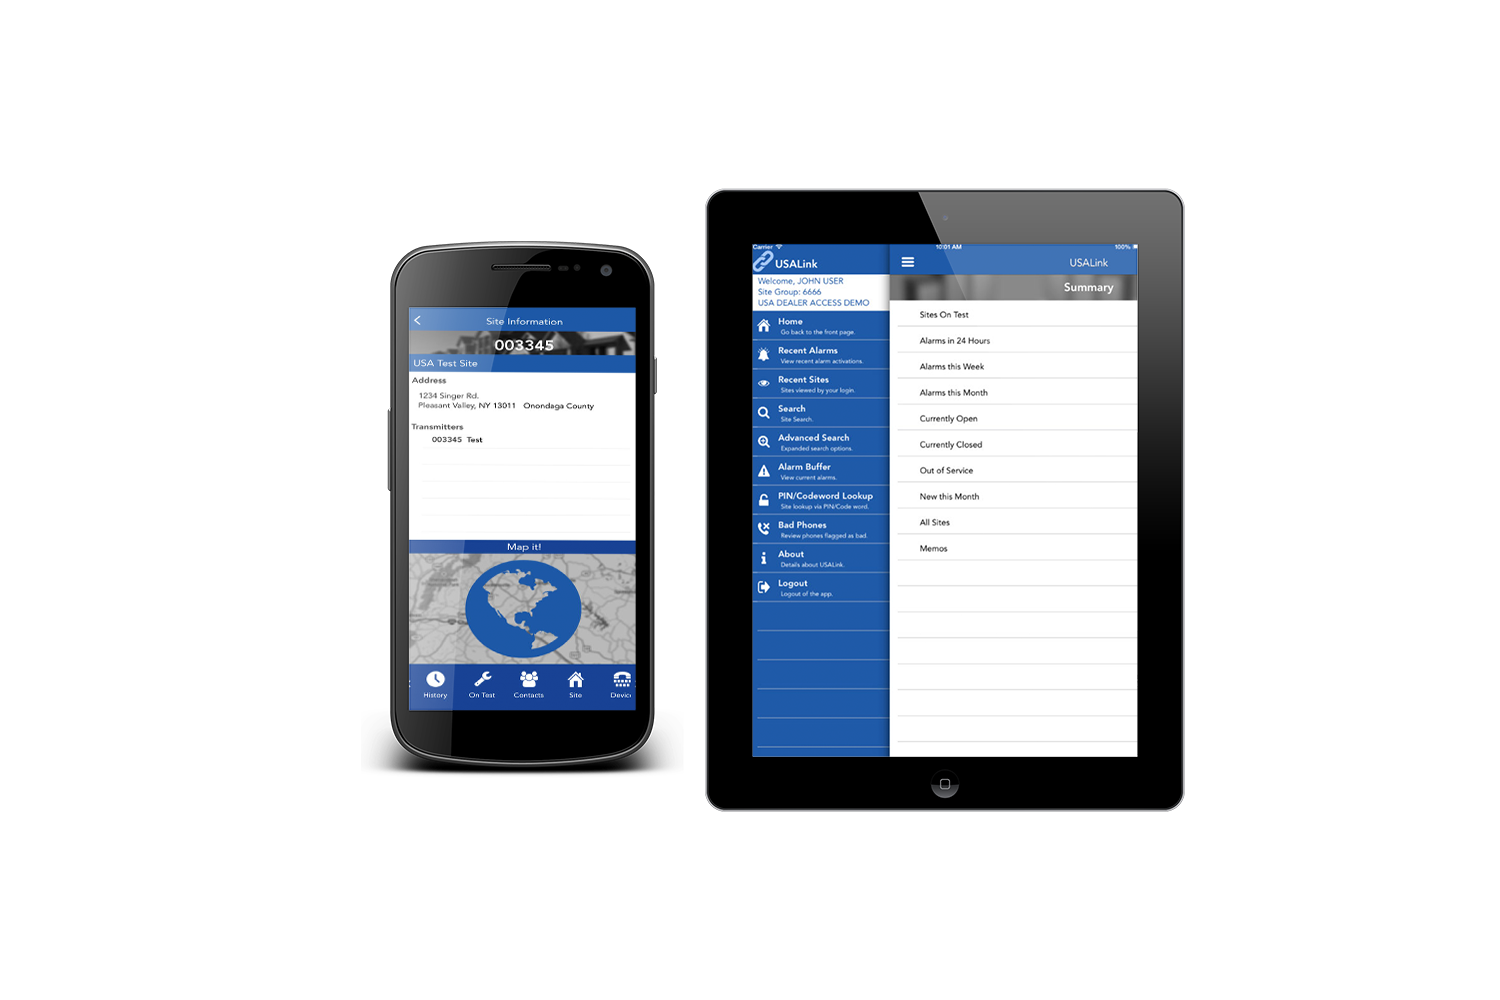 Site Information
003345
USA Test Site
Address
1234 Singer Rd.
Pleasant Valley, NY 13011 Onondaga County
Transmitters
003345 Test
Map it!
History
On Test
Contacts
Site
Device
Carrier
10:01 AM
100%
USALink
Welcome, JOHN USER
Site Group: 6666
USA DEALER ACCESS DEMO
Home
Go back to the front page.
Recent Alarms
View recent alarm activations.
Recent Sites
Sites viewed by your login.
Search
Site Search.
Advanced Search
Expanded search options.
Alarm Buffer
View current alarms.
PIN/Codeword Lookup
Site lookup via PIN/Code word.
Bad Phones
Review phones flagged as bad.
About
Details about USALink.
Logout
Logout of the app.
USALink
Summary
Sites On Test
Alarms in 24 Hours
Alarms this Week
Alarms this Month
Currently Open
Currently Closed
Out of Service
New this Month
All Sites
Memos